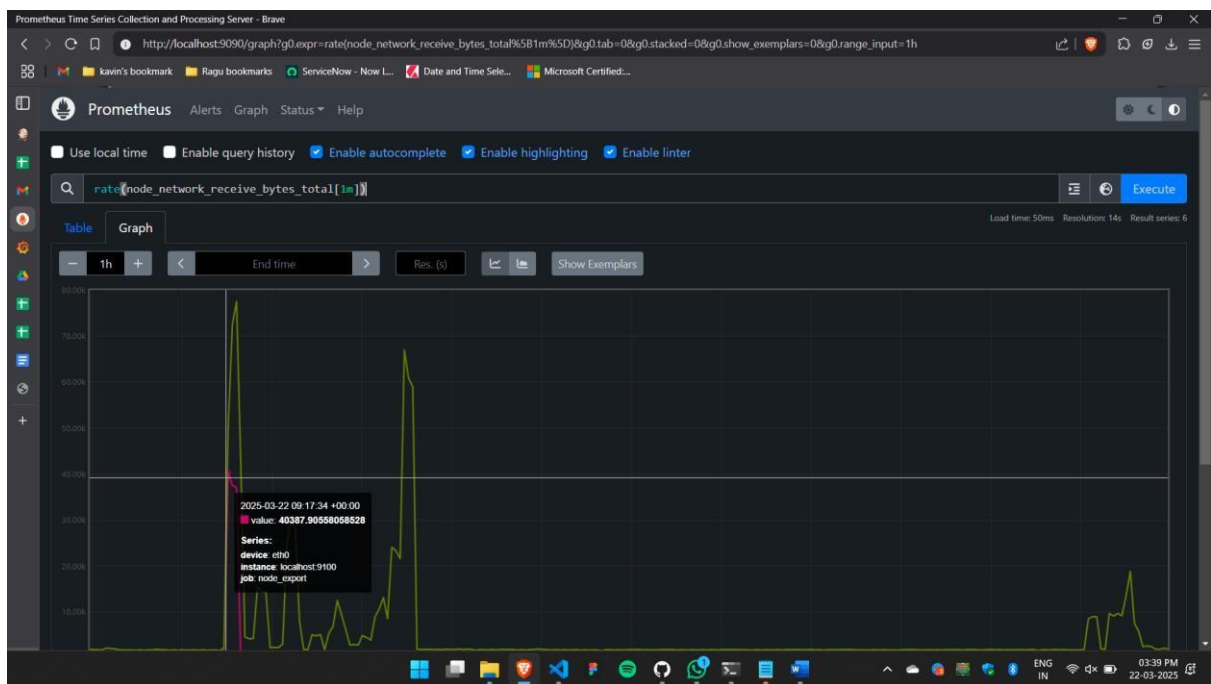 Prometheus Time Series Collection and Processing Server - Brave
http://localhost:9090/graph?g0.expr=rate(node_network_receive_bytes_total%5B1m%5D)&g0.tab=0&g0.stacked=0&g0.show_exemplars=0&g0.range_input=1h
kavin's bookmark Ragu bookmarks ServiceNow - Now L... Date and Time Sele... Microsoft Certified:...
Prometheus Alerts Graph Status Help
Use local time Enable query history Enable autocomplete Enable highlighting Enable linter
rate(node_network_receive_bytes_total[1m]) Execute
Load time: 50ms Resolution: 14s Result series: 6
Table Graph
1h End time Res. (s) Show Exemplars
80.00k
70.00k
60.00k
50.00k
40.00k
2025-03-22 09:17:34 +00:00
value: 40387.90558058528
30.00k
Series:
device: eth0
instance: localhost:9100
20.00k
job: node_export
10.00k
ENG
IN
03:39 PM
22-03-2025